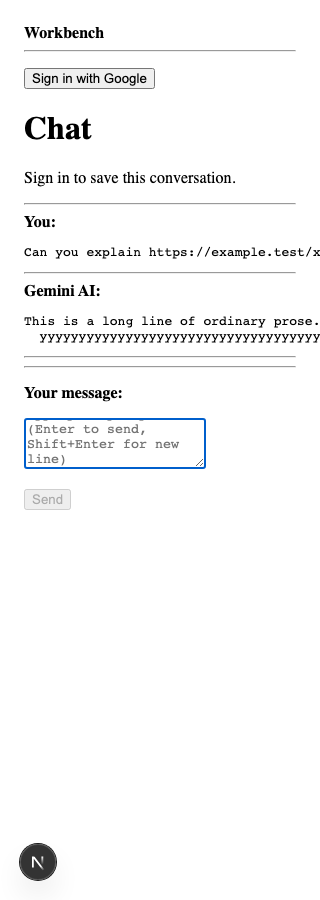 Workbench
Sign in with Google
Chat
Sign in to save this conversation.
You:
Can you explain https://example.test/x
Gemini AI:
This is a long line of ordinary prose.
yyyyyyyyyyyyyyyyyyyyyyyyyyyyyyyyyyyy
Your message:
(Enter to send,
Shift+Enter for new
line)
Send
N